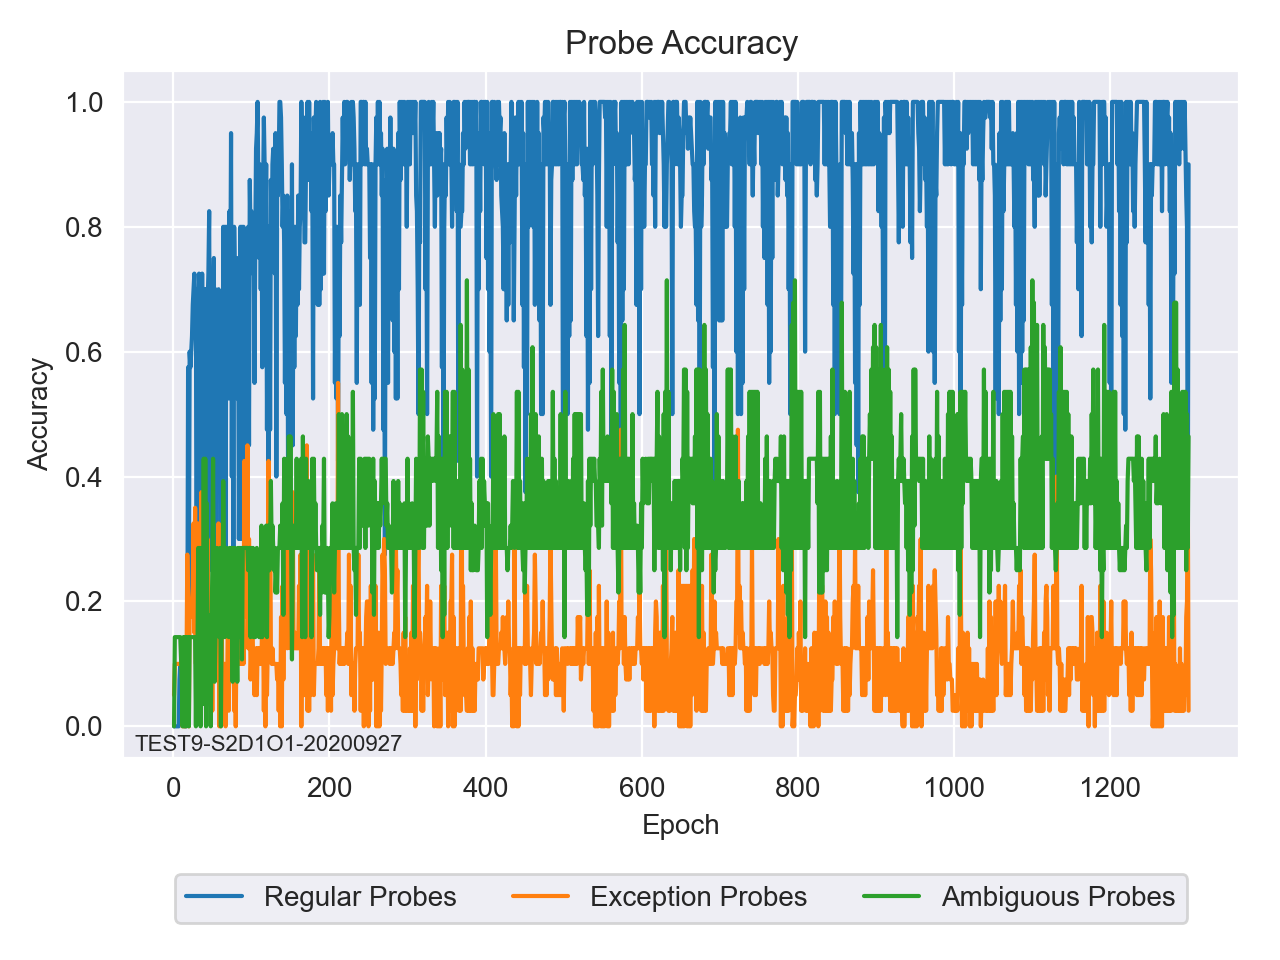 Probe Accuracy
1.0
0.8
0.6
0.4
0.2
0.0
Accuracy
TEST9-S2D1O1-20200927
0 200 400 600 800 1000 1200
Epoch
Regular Probes Exception Probes Ambiguous Probes